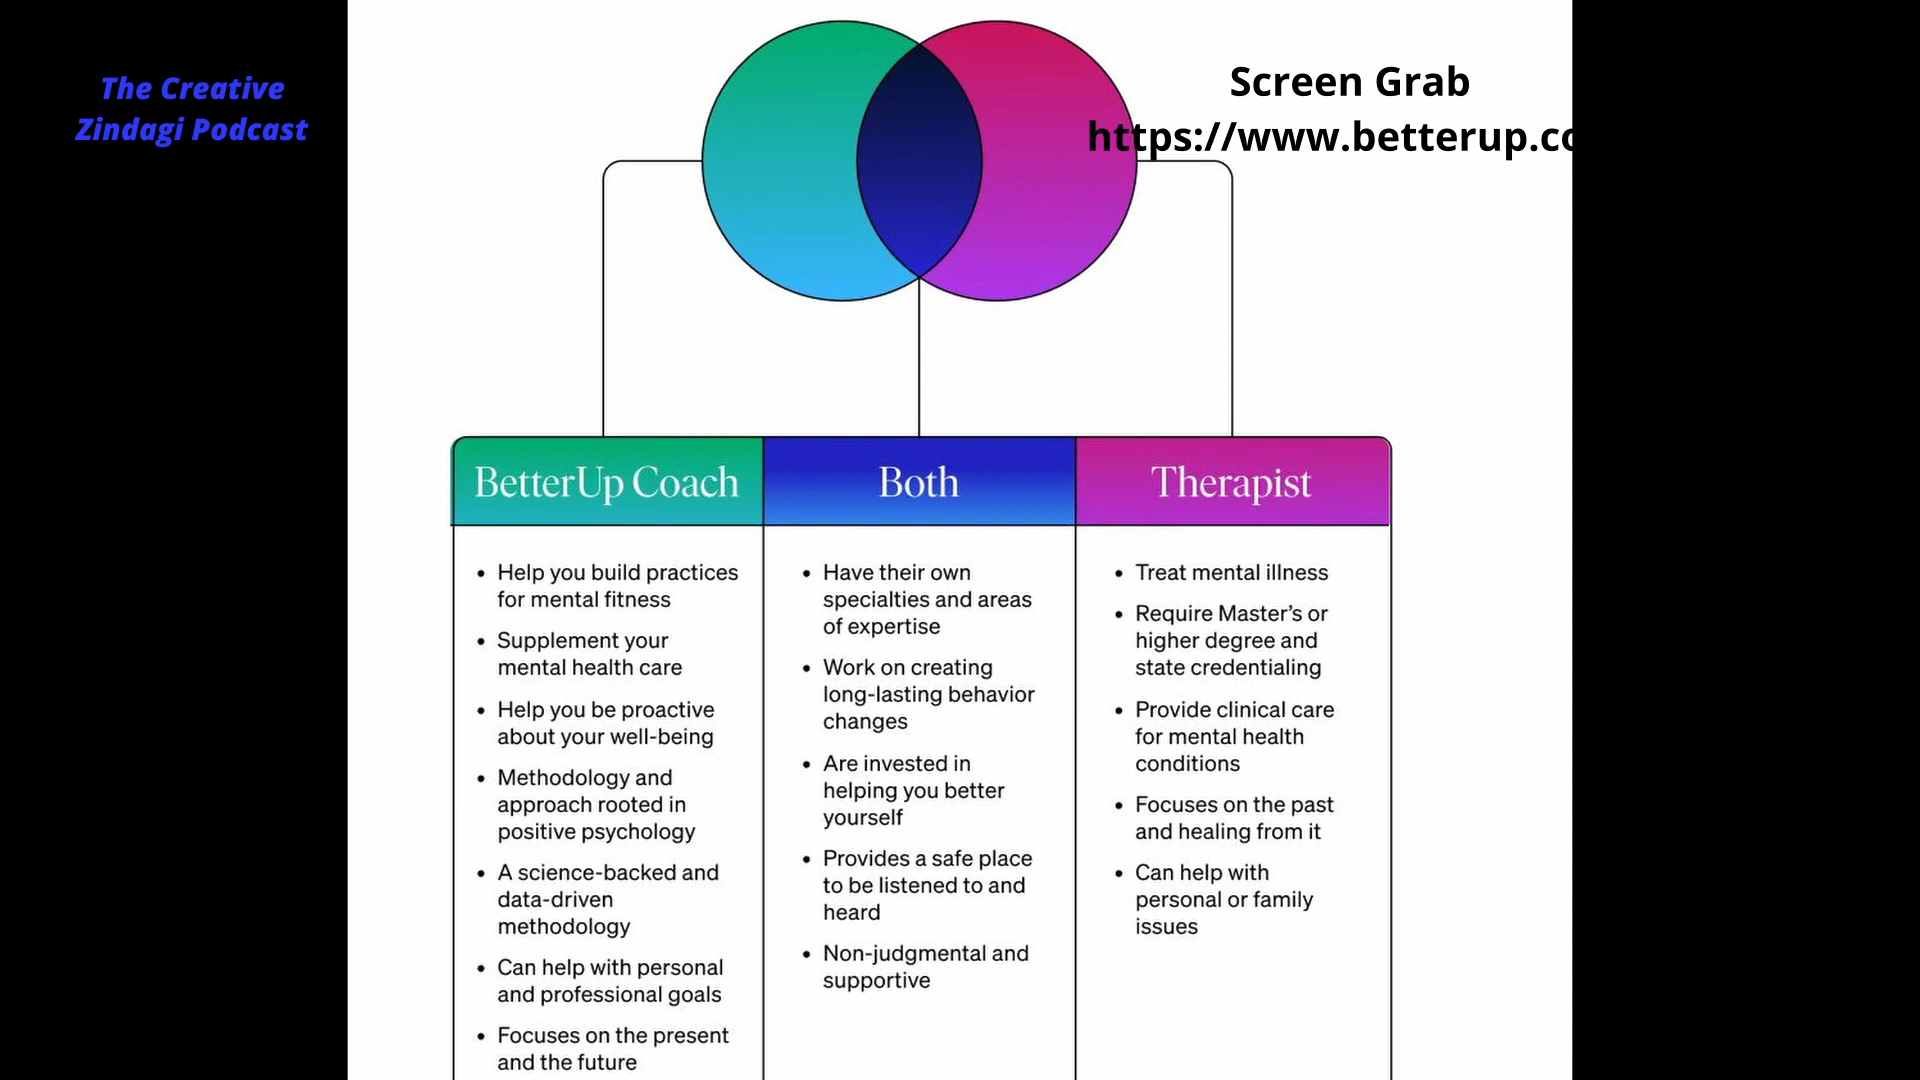 The Creative
Zindagi Podcast
Screen Grab
https://www.betterup.co
BetterUp Coach
Both
Therapist
• Help you build practices
for mental fitness
• Supplement your
mental health care
• Help you be proactive
about your well-being
• Methodology and
approach rooted in
positive psychology
• A science-backed and
data-driven
methodology
• Can help with personal
and professional goals
• Focuses on the present
and the future
• Have their own
specialties and areas
of expertise
• Work on creating
long-lasting behavior
changes
• Are invested in
helping you better
yourself
• Provides a safe place
to be listened to and
heard
• Non-judgmental and
supportive
• Treat mental illness
• Require Master’s or
higher degree and
state credentialing
• Provide clinical care
for mental health
conditions
• Focuses on the past
and healing from it
• Can help with
personal or family
issues